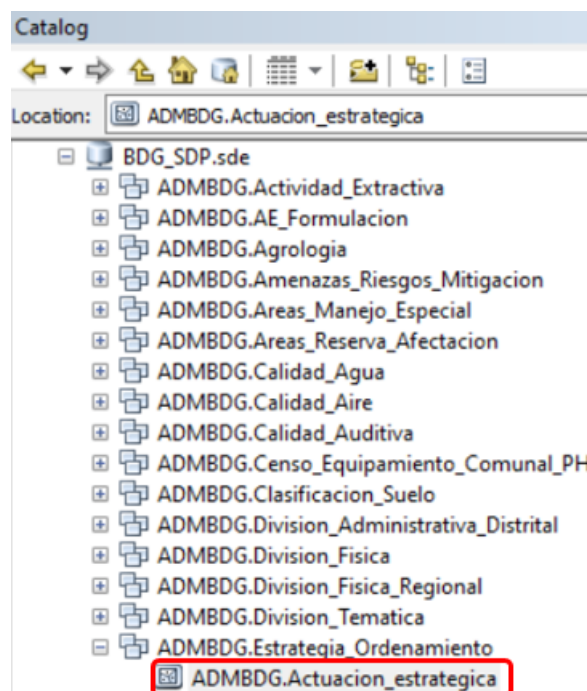 Catalog
Location: ADMBDG.Actuacion_estrategica
BDG_SDP.sde
ADMBDG.Actividad_Extractiva
ADMBDG.AE_Formulacion
ADMBDG.Agrologia
ADMBDG.Amenazas_Riesgos_Mitigacion
ADMBDG.Areas_Manejo_Especial
ADMBDG.Areas_Reserva_Afectacion
ADMBDG.Calidad_Agua
ADMBDG.Calidad_Aire
ADMBDG.Calidad_Auditiva
ADMBDG.Censo_Equipamiento_Comunal_PH
ADMBDG.Clasificacion_Suelo
ADMBDG.Division_Administrativa_Distrital
ADMBDG.Division_Fisica
ADMBDG.Division_Fisica_Regional
ADMBDG.Division_Tematica
ADMBDG.Estrategia_Ordenamiento
ADMBDG.Actuacion_estrategica